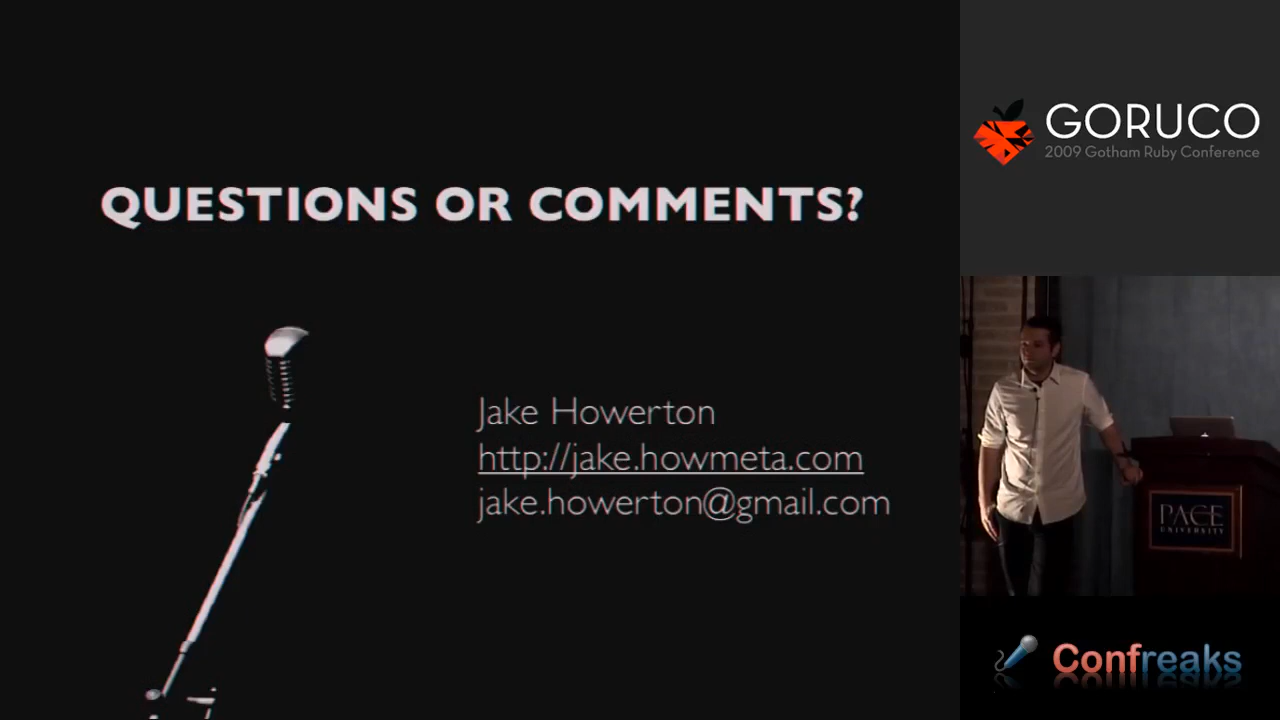 QUESTIONS OR COMMENTS?
Jake Howerton
http://jake.howmeta.com
jake.howerton@gmail.com
GORUCO
2009 Gotham Ruby Conference
PACE
UNIVERSITY
Confreaks